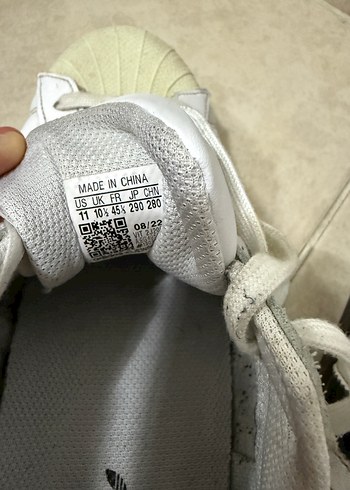 MADE IN CHINA
US UK FR JP CHN
11 10½ 45⅓ 290 280
08/22